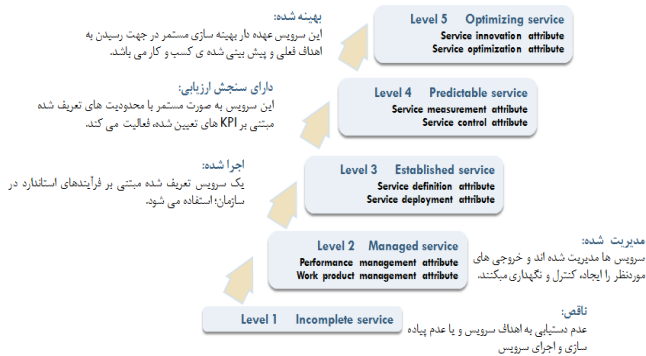 بهینه شده:
این سرویس عهده دار بهینه سازی مستمر در جهت رسیدن به
اهداف فعلی و پیش بینی شده ی کسب و کار می باشد.
Level 5 Optimizing service
Service innovation attribute
Service optimization attribute
دارای سنجش ارزیابی:
این سرویس به صورت مستمر با محدودیت های تعریف شده
مبتنی بر KPI های تعیین شده، فعالیت می کند.
Level 4 Predictable service
Service measurement attribute
Service control attribute
اجرا شده:
یک سرویس تعریف شده مبتنی بر فرآیندهای استاندارد در
سازمان؛ استفاده می شود.
Level 3 Established service
Service definition attribute
Service deployment attribute
مدیریت شده:
سرویس ها مدیریت شده اند و خروجی های
موردنظر را ایجاد، کنترل و نگهداری میکنند.
Level 2 Managed service
Performance management attribute
Work product management attribute
ناقص:
عدم دستیابی به اهداف سرویس و یا عدم پیاده
سازی و اجرای سرویس
Level 1 Incomplete service